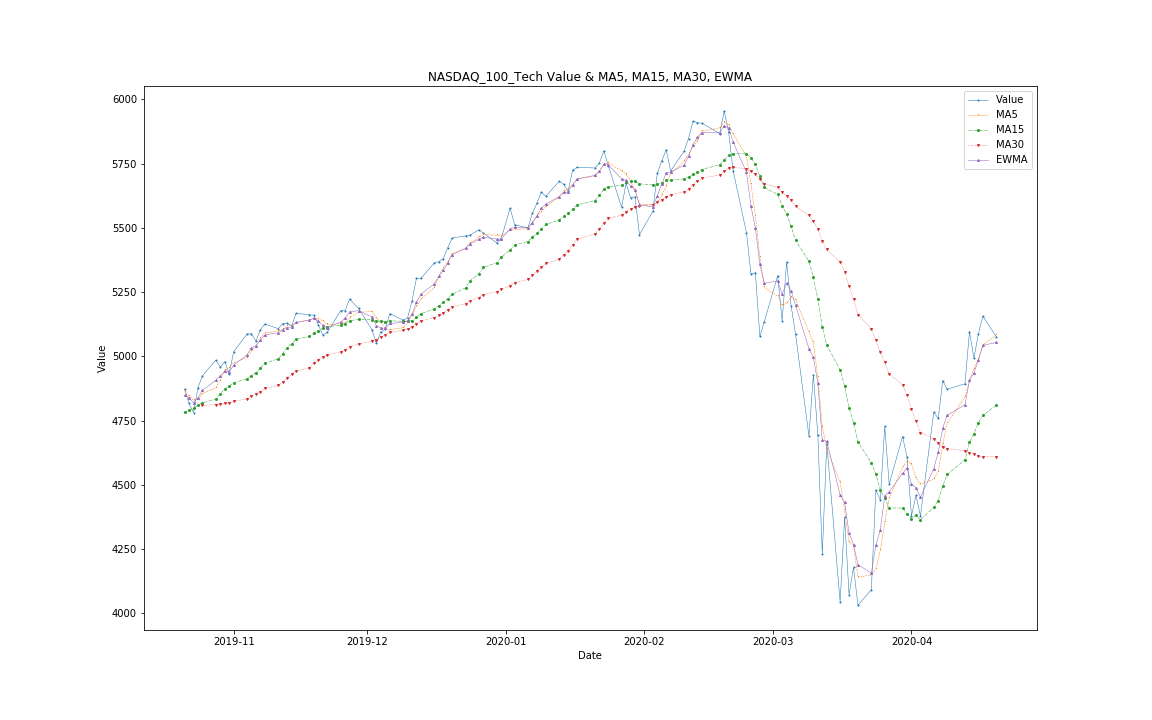 NASDAQ_100_Tech Value & MA5, MA15, MA30, EWMA
6000
5750
5500
5250
5000
4750
4500
4250
4000
Value
Value
MA5
MA15
MA30
EWMA
2019-11
2019-12
2020-01
2020-02
2020-03
2020-04
Date